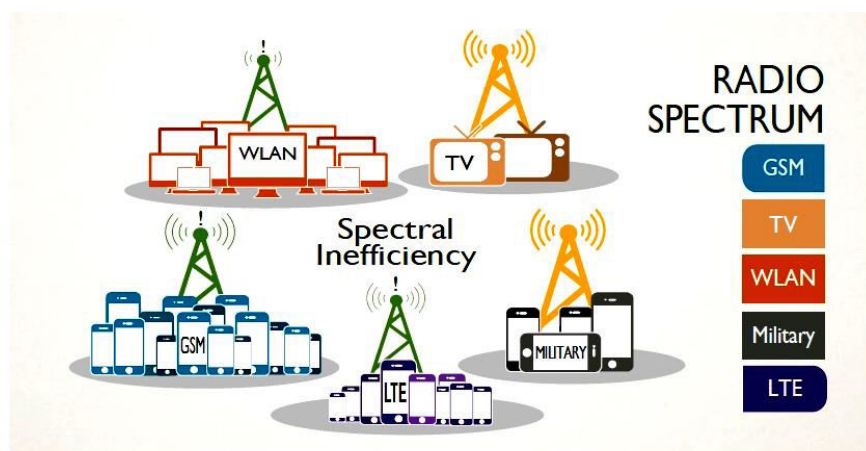 !
WLAN
TV
!
GSM
Spectral
Inefficiency
!
LTE
MILITARY i
RADIO
SPECTRUM
GSM
TV
WLAN
Military
LTE